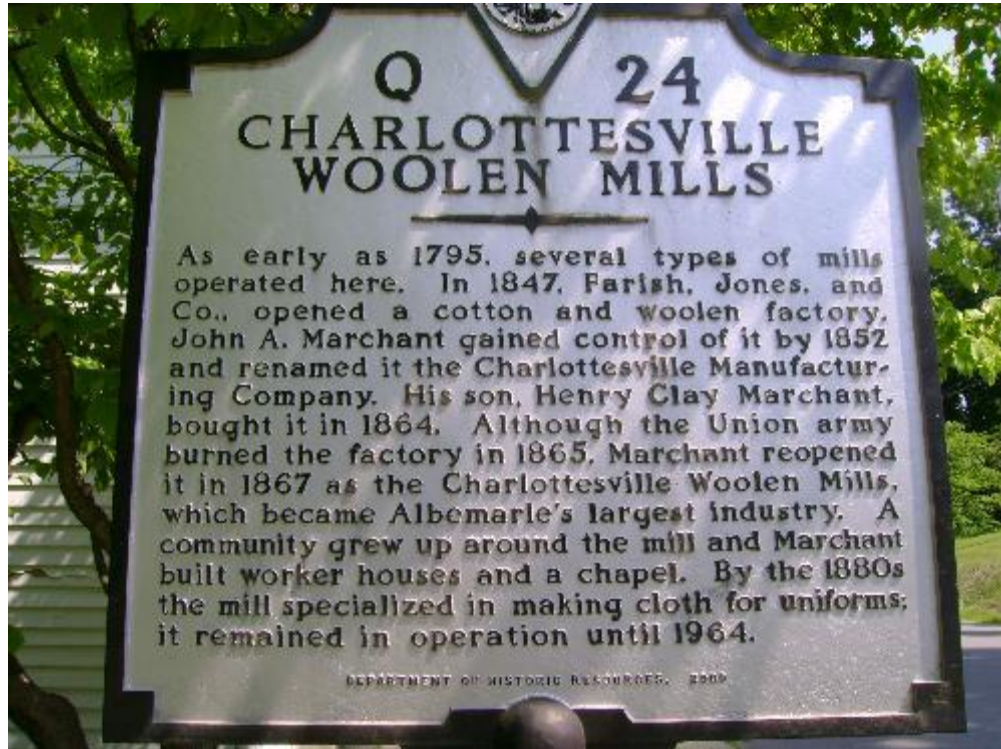 Q 24
CHARLOTTESVILLE
WOOLEN MILLS
As early as 1795, several types of mills
operated here. In 1847, Farish, Jones, and
Co., opened a cotton and woolen factory.
John A. Marchant gained control of it by 1852
and renamed it the Charlottesville Manufactur-
ing Company. His son, Henry Clay Marchant,
bought it in 1864. Although the Union army
burned the factory in 1865, Marchant reopened
it in 1867 as the Charlottesville Woolen Mills,
which became Albemarle's largest industry. A
community grew up around the mill and Marchant
built worker houses and a chapel. By the 1880s
the mill specialized in making cloth for uniforms;
it remained in operation until 1964.
DEPARTMENT OF HISTORIC RESOURCES, 2009